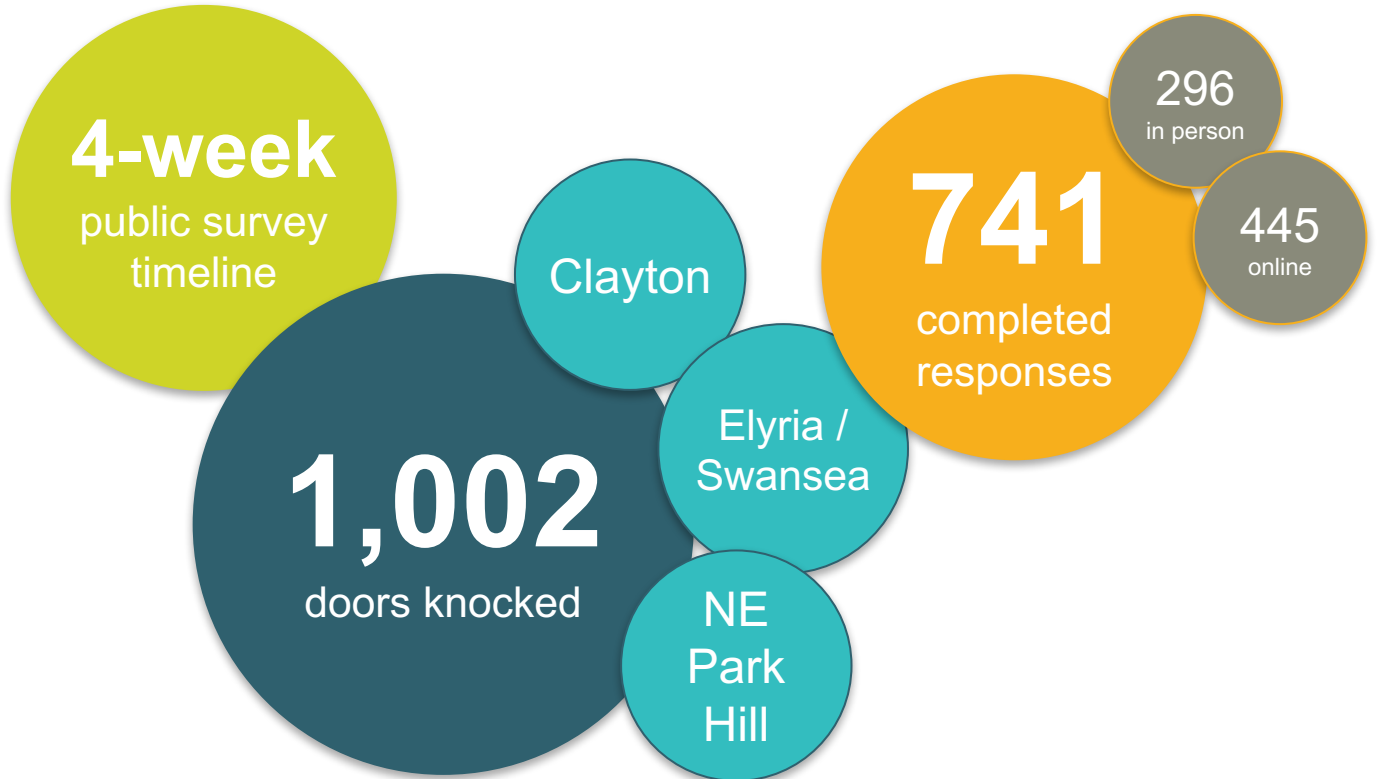 4-week
public survey
timeline
1,002
doors knocked
Clayton
Elyria /
Swansea
NE
Park
Hill
741
completed
responses
296
in person
445
online